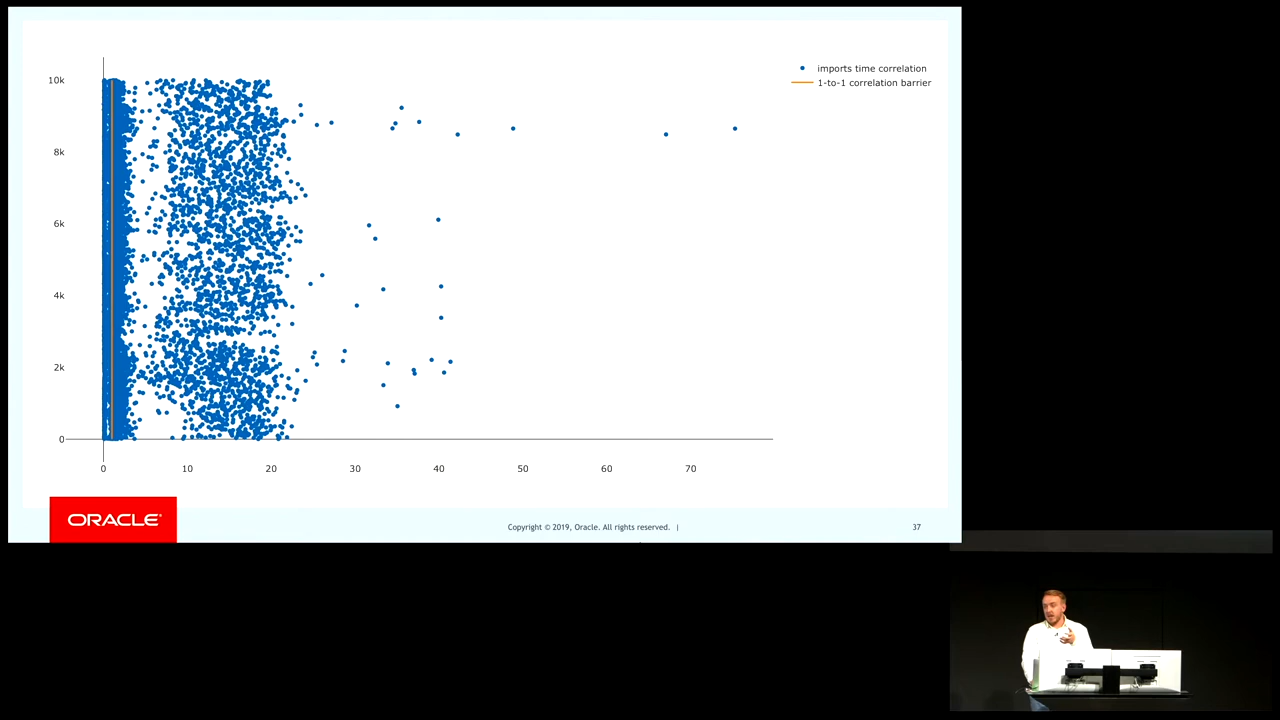 imports time correlation
1-to-1 correlation barrier
10k
8k
6k
4k
2k
0
0 10 20 30 40 50 60 70
ORACLE®
Copyright © 2019, Oracle. All rights reserved. |
37